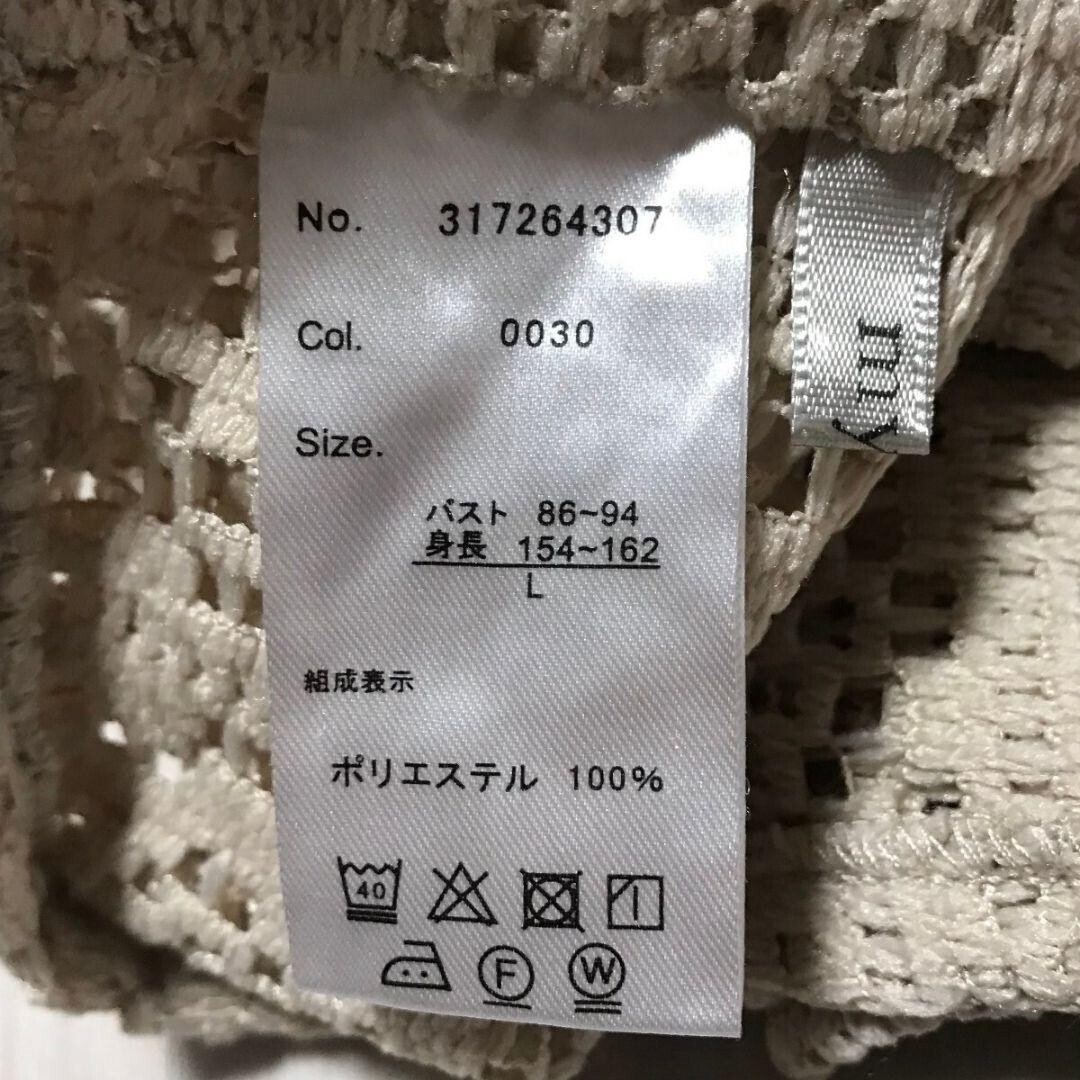 No. 317264307
Col. 0030
Size.
バスト 86~94
身長 154~162
L
組成表示
ポリエステル 100%
40
F W
my